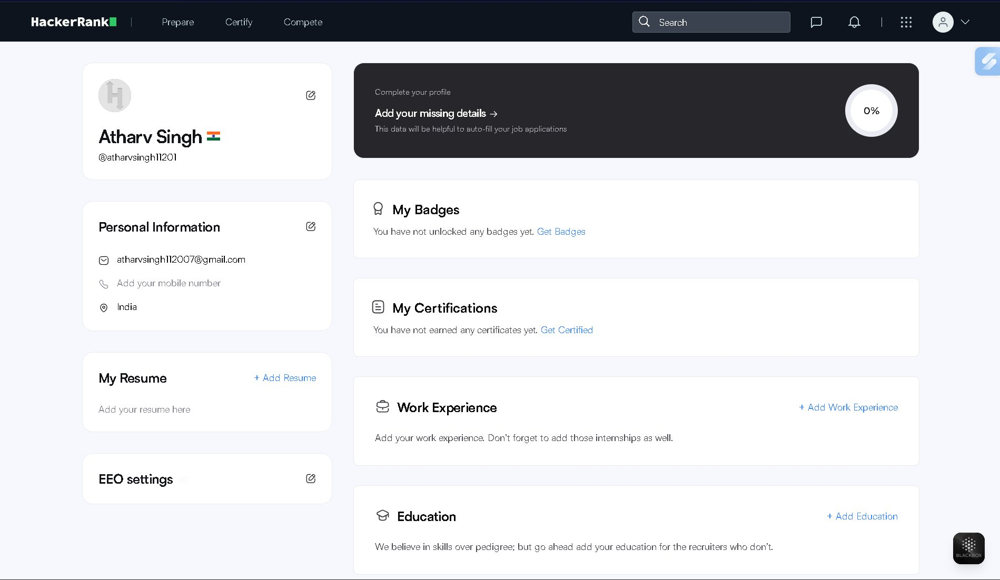 HackerRank
Prepare
Certify
Compete
Search
Atharv Singh
@atharvsingh11201
Personal Information
atharvsingh112007@gmail.com
Add your mobile number
India
My Resume
+ Add Resume
Add your resume here
EEO settings
Complete your profile
Add your missing details →
This data will be helpful to auto-fill your job applications
0%
My Badges
You have not unlocked any badges yet. Get Badges
My Certifications
You have not earned any certificates yet. Get Certified
Work Experience
+ Add Work Experience
Add your work experience. Don't forget to add those internships as well.
Education
+ Add Education
We believe in skills over pedigree; but go ahead add your education for the recruiters who don't.
BLACKBOX